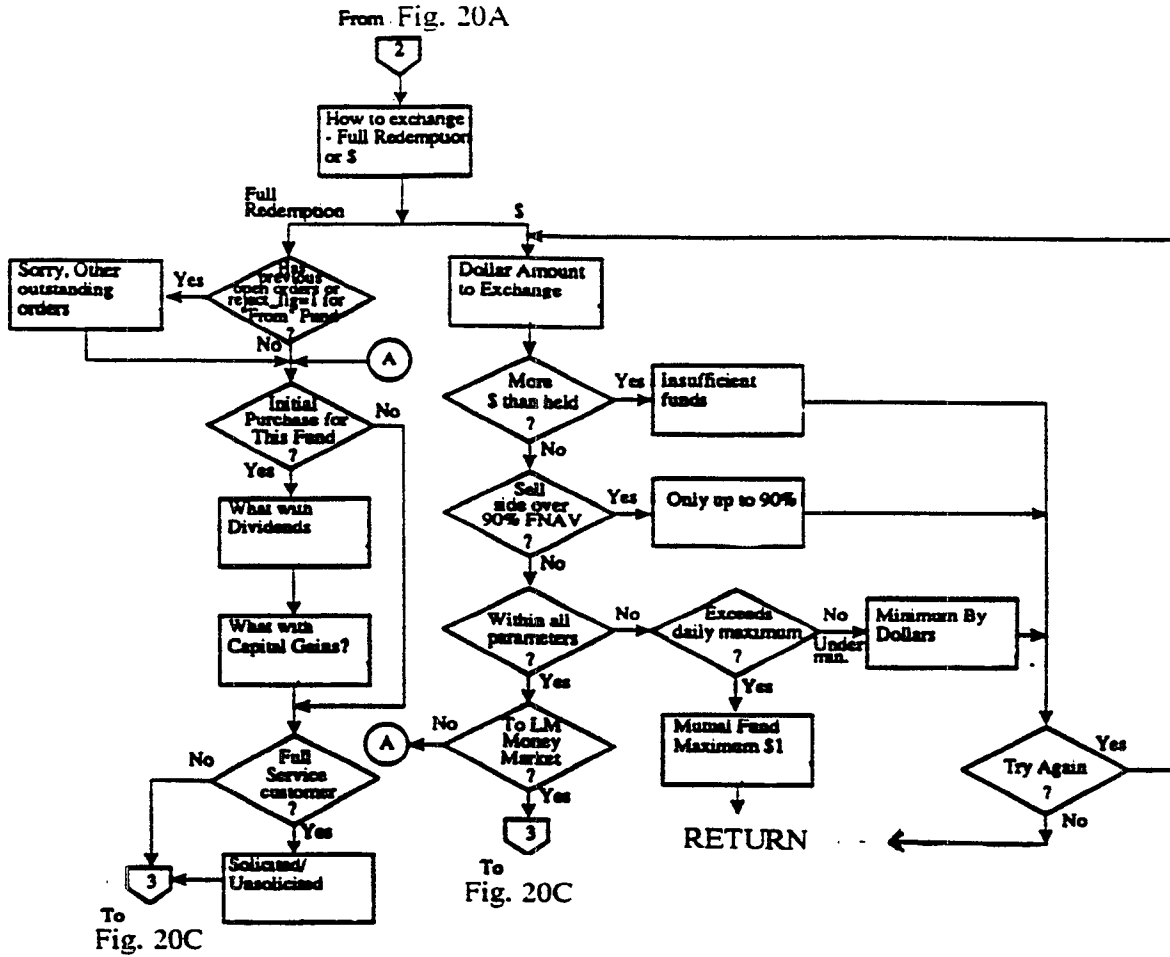 From Fig. 20A
2
How to exchange
- Full Redemption
or $
Full
Redemption
$
Has
previous
open orders or
reject_flg=1 for
"From" Fund
?
Yes
Sorry, Other
outstanding
orders
No
A
Initial
Purchase for
This Fund
?
No
Yes
What with
Dividends
What with
Capital Gains?
Full
Service
customer
?
No
Yes
Solicited/
Unsolicited
3
To
Fig. 20C
Dollar Amount
to Exchange
More
$ than held
?
Yes
Insufficient
funds
No
Sell
side over
90% FNAV
?
Yes
Only up to 90%
No
Within all
parameters
?
No
Exceeds
daily maximum
?
No
Under
min.
Minimum By
Dollars
Yes
Mutual Fund
Maximum $1
RETURN
Yes
To LM
Money
Market
?
No
A
Yes
3
To
Fig. 20C
Try Again
?
Yes
No